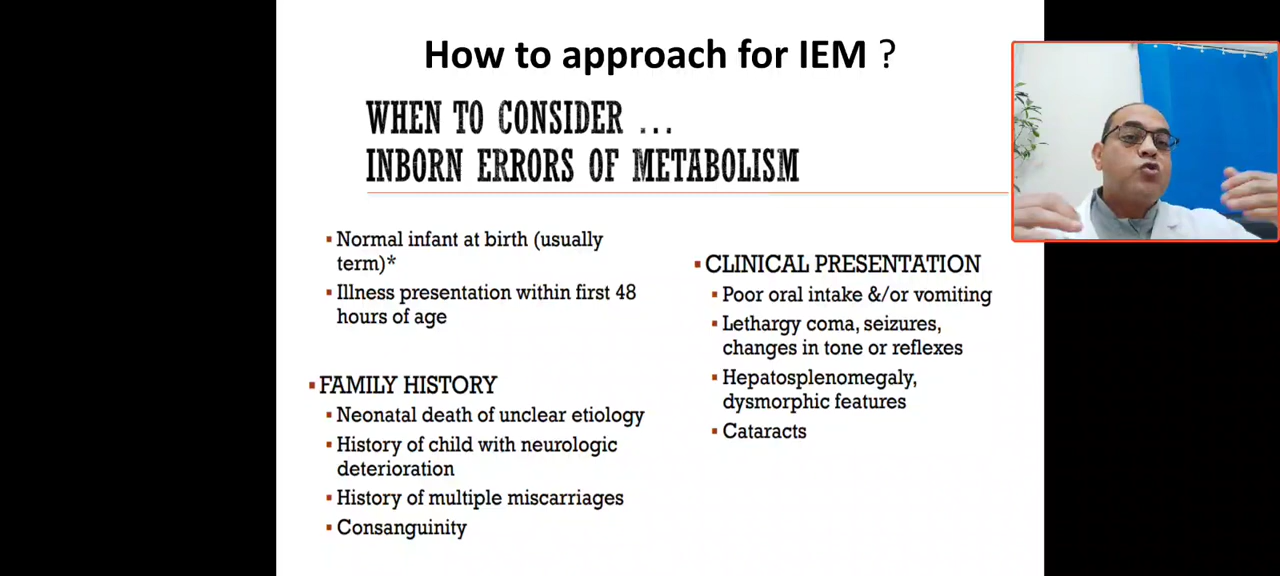 How to approach for IEM ?
WHEN TO CONSIDER ...
INBORN ERRORS OF METABOLISM
▪ Normal infant at birth (usually
term)*
▪ Illness presentation within first 48
hours of age
▪ FAMILY HISTORY
▪ Neonatal death of unclear etiology
▪ History of child with neurologic
deterioration
▪ History of multiple miscarriages
▪ Consanguinity
▪ CLINICAL PRESENTATION
▪ Poor oral intake &/or vomiting
▪ Lethargy coma, seizures,
changes in tone or reflexes
▪ Hepatosplenomegaly,
dysmorphic features
▪ Cataracts